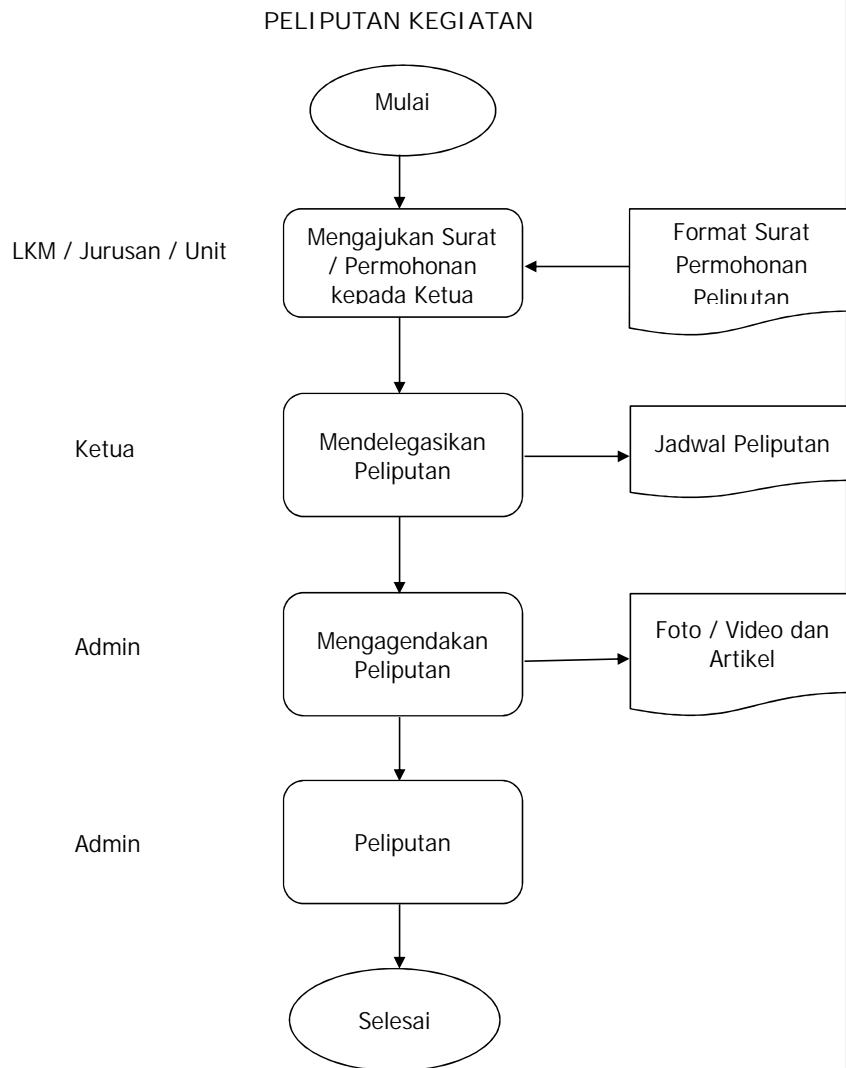 PELIPUTAN KEGIATAN
Mulai
LKM / Jurusan / Unit
Mengajukan Surat
/ Permohonan
kepada Ketua
Format Surat
Permohonan
Peliputan
Ketua
Mendelegasikan
Peliputan
Jadwal Peliputan
Admin
Mengagendakan
Peliputan
Foto / Video dan
Artikel
Admin
Peliputan
Selesai